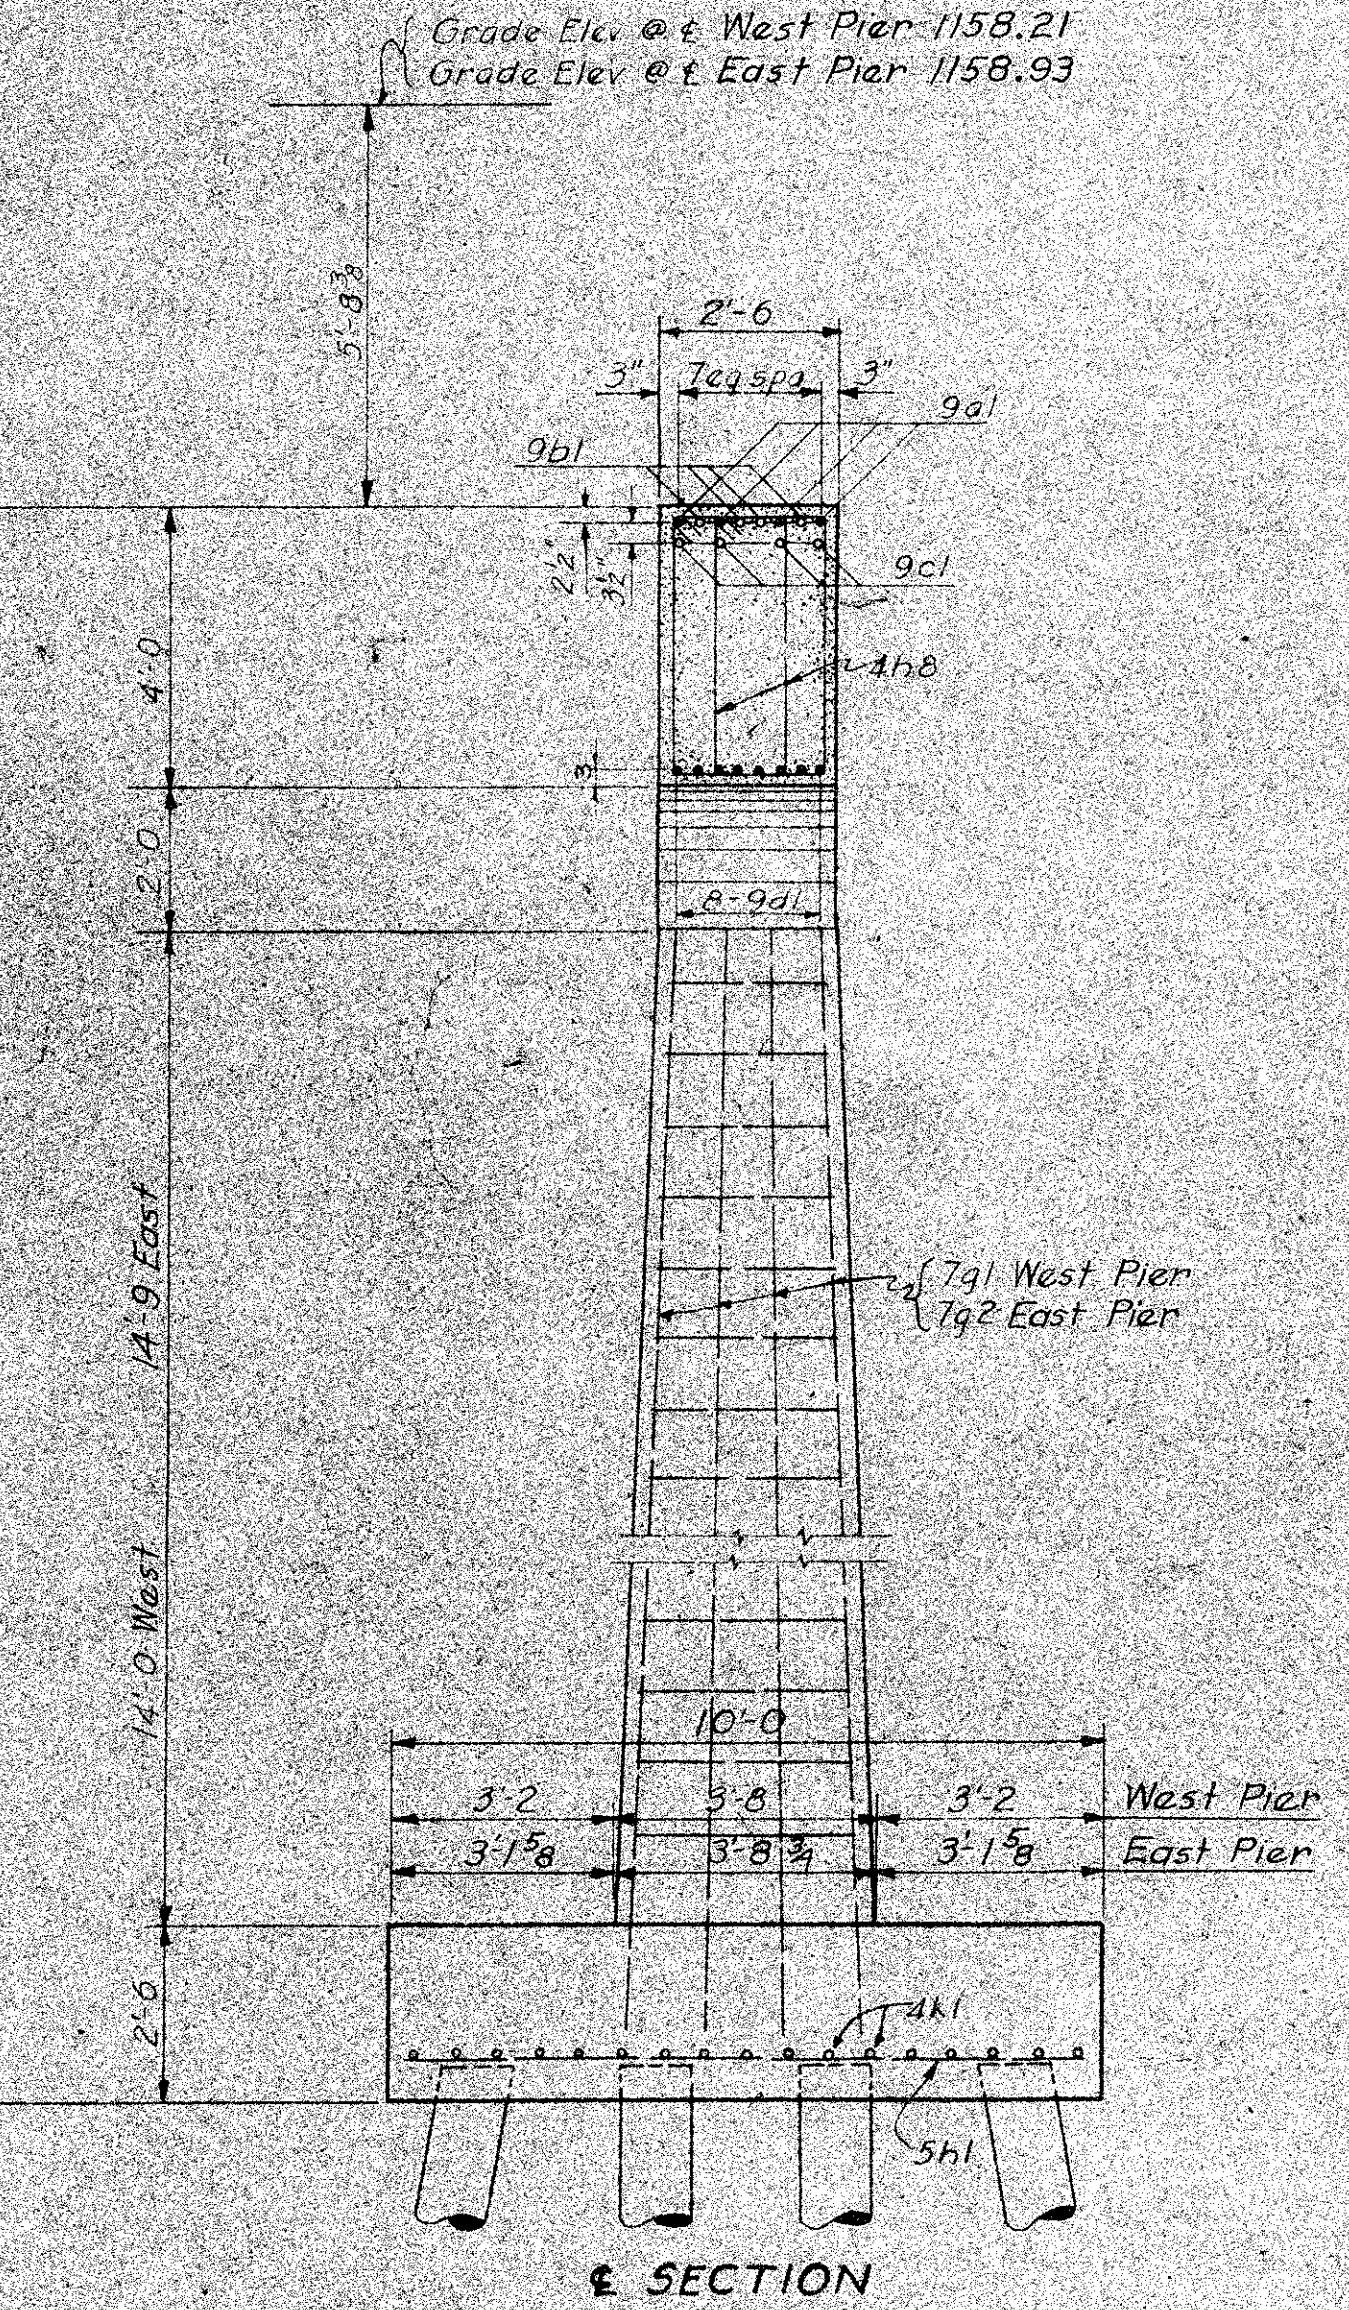 Grade Elev @ ℄ West Pier 1158.21
Grade Elev @ ℄ East Pier 1158.93
5'-8 3/8
2'-6
3" 7 eq spa 3"
9a1
9b1
2 1/2"
3 1/2"
9c1
4'-0
4h8
3
2'-0
8-9d1
14'-9 East
7g1 West Pier
7g2 East Pier
14'-0 West
10'-0
3'-2 3'-8 3'-2 West Pier
3'-1 5/8 3'-8 3/4 3'-1 5/8 East Pier
2'-6
4k1
5h1
℄ SECTION